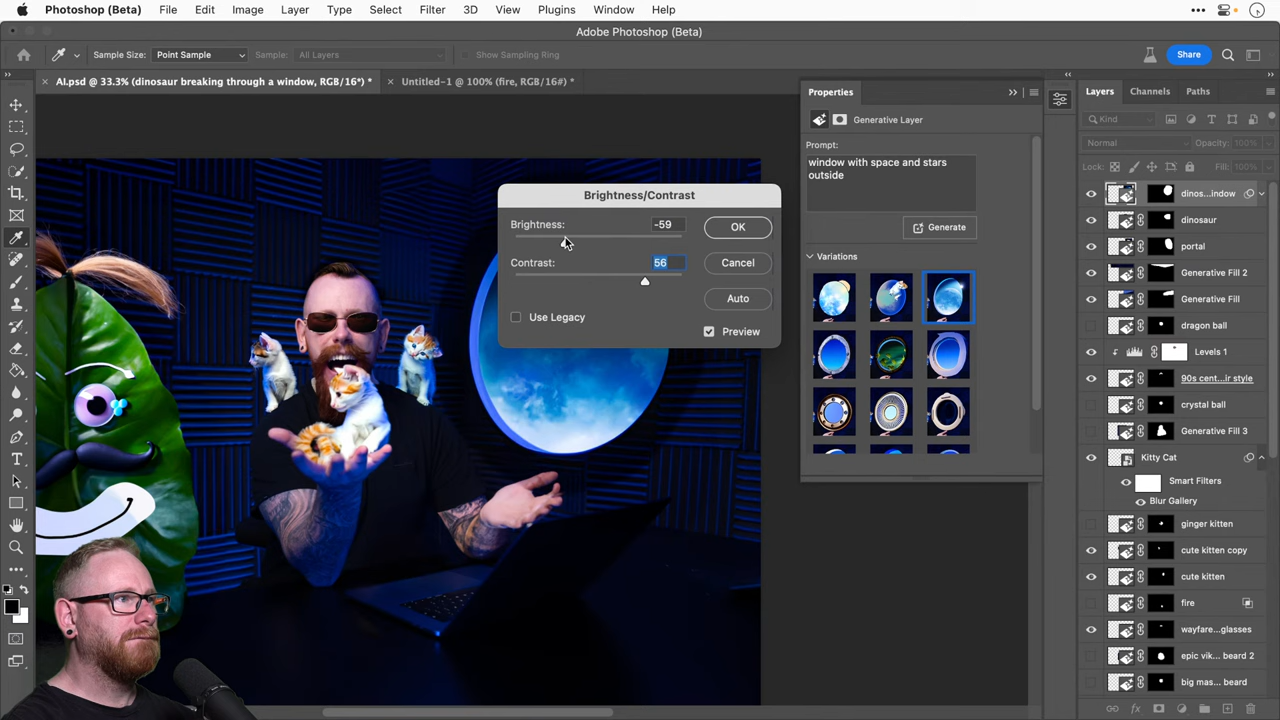 Photoshop (Beta) File Edit Image Layer Type Select Filter 3D View Plugins Window Help
Adobe Photoshop (Beta)
Sample Size: Point Sample Sample: All Layers Show Sampling Ring Share
AI.psd @ 33.3% (dinosaur breaking through a window, RGB/16*) *
Untitled-1 @ 100% (fire, RGB/16#) *
Brightness/Contrast
Brightness: -59
OK
Contrast: 56
Cancel
Auto
Use Legacy
Preview
Properties
Generative Layer
Prompt:
window with space and stars
outside
Generate
Variations
Layers Channels Paths
Kind
Normal Opacity: 100%
Lock: Fill: 100%
dinos...indow
dinosaur
portal
Generative Fill 2
Generative Fill
dragon ball
Levels 1
90s cent...ir style
crystal ball
Generative Fill 3
Kitty Cat
Smart Filters
Blur Gallery
ginger kitten
cute kitten copy
cute kitten
fire
wayfare...glasses
epic vik... beard 2
big mas... beard